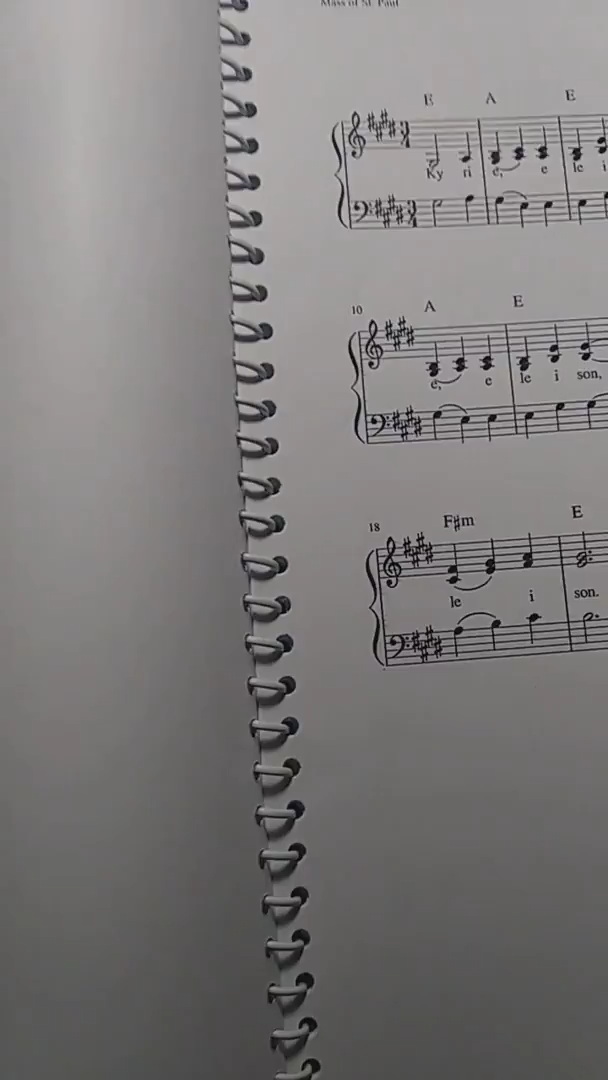 Mass of St. Paul
E A E
Ky ri e, e le i
10 A E
e, e le i son,
18 F#m E
le i son.